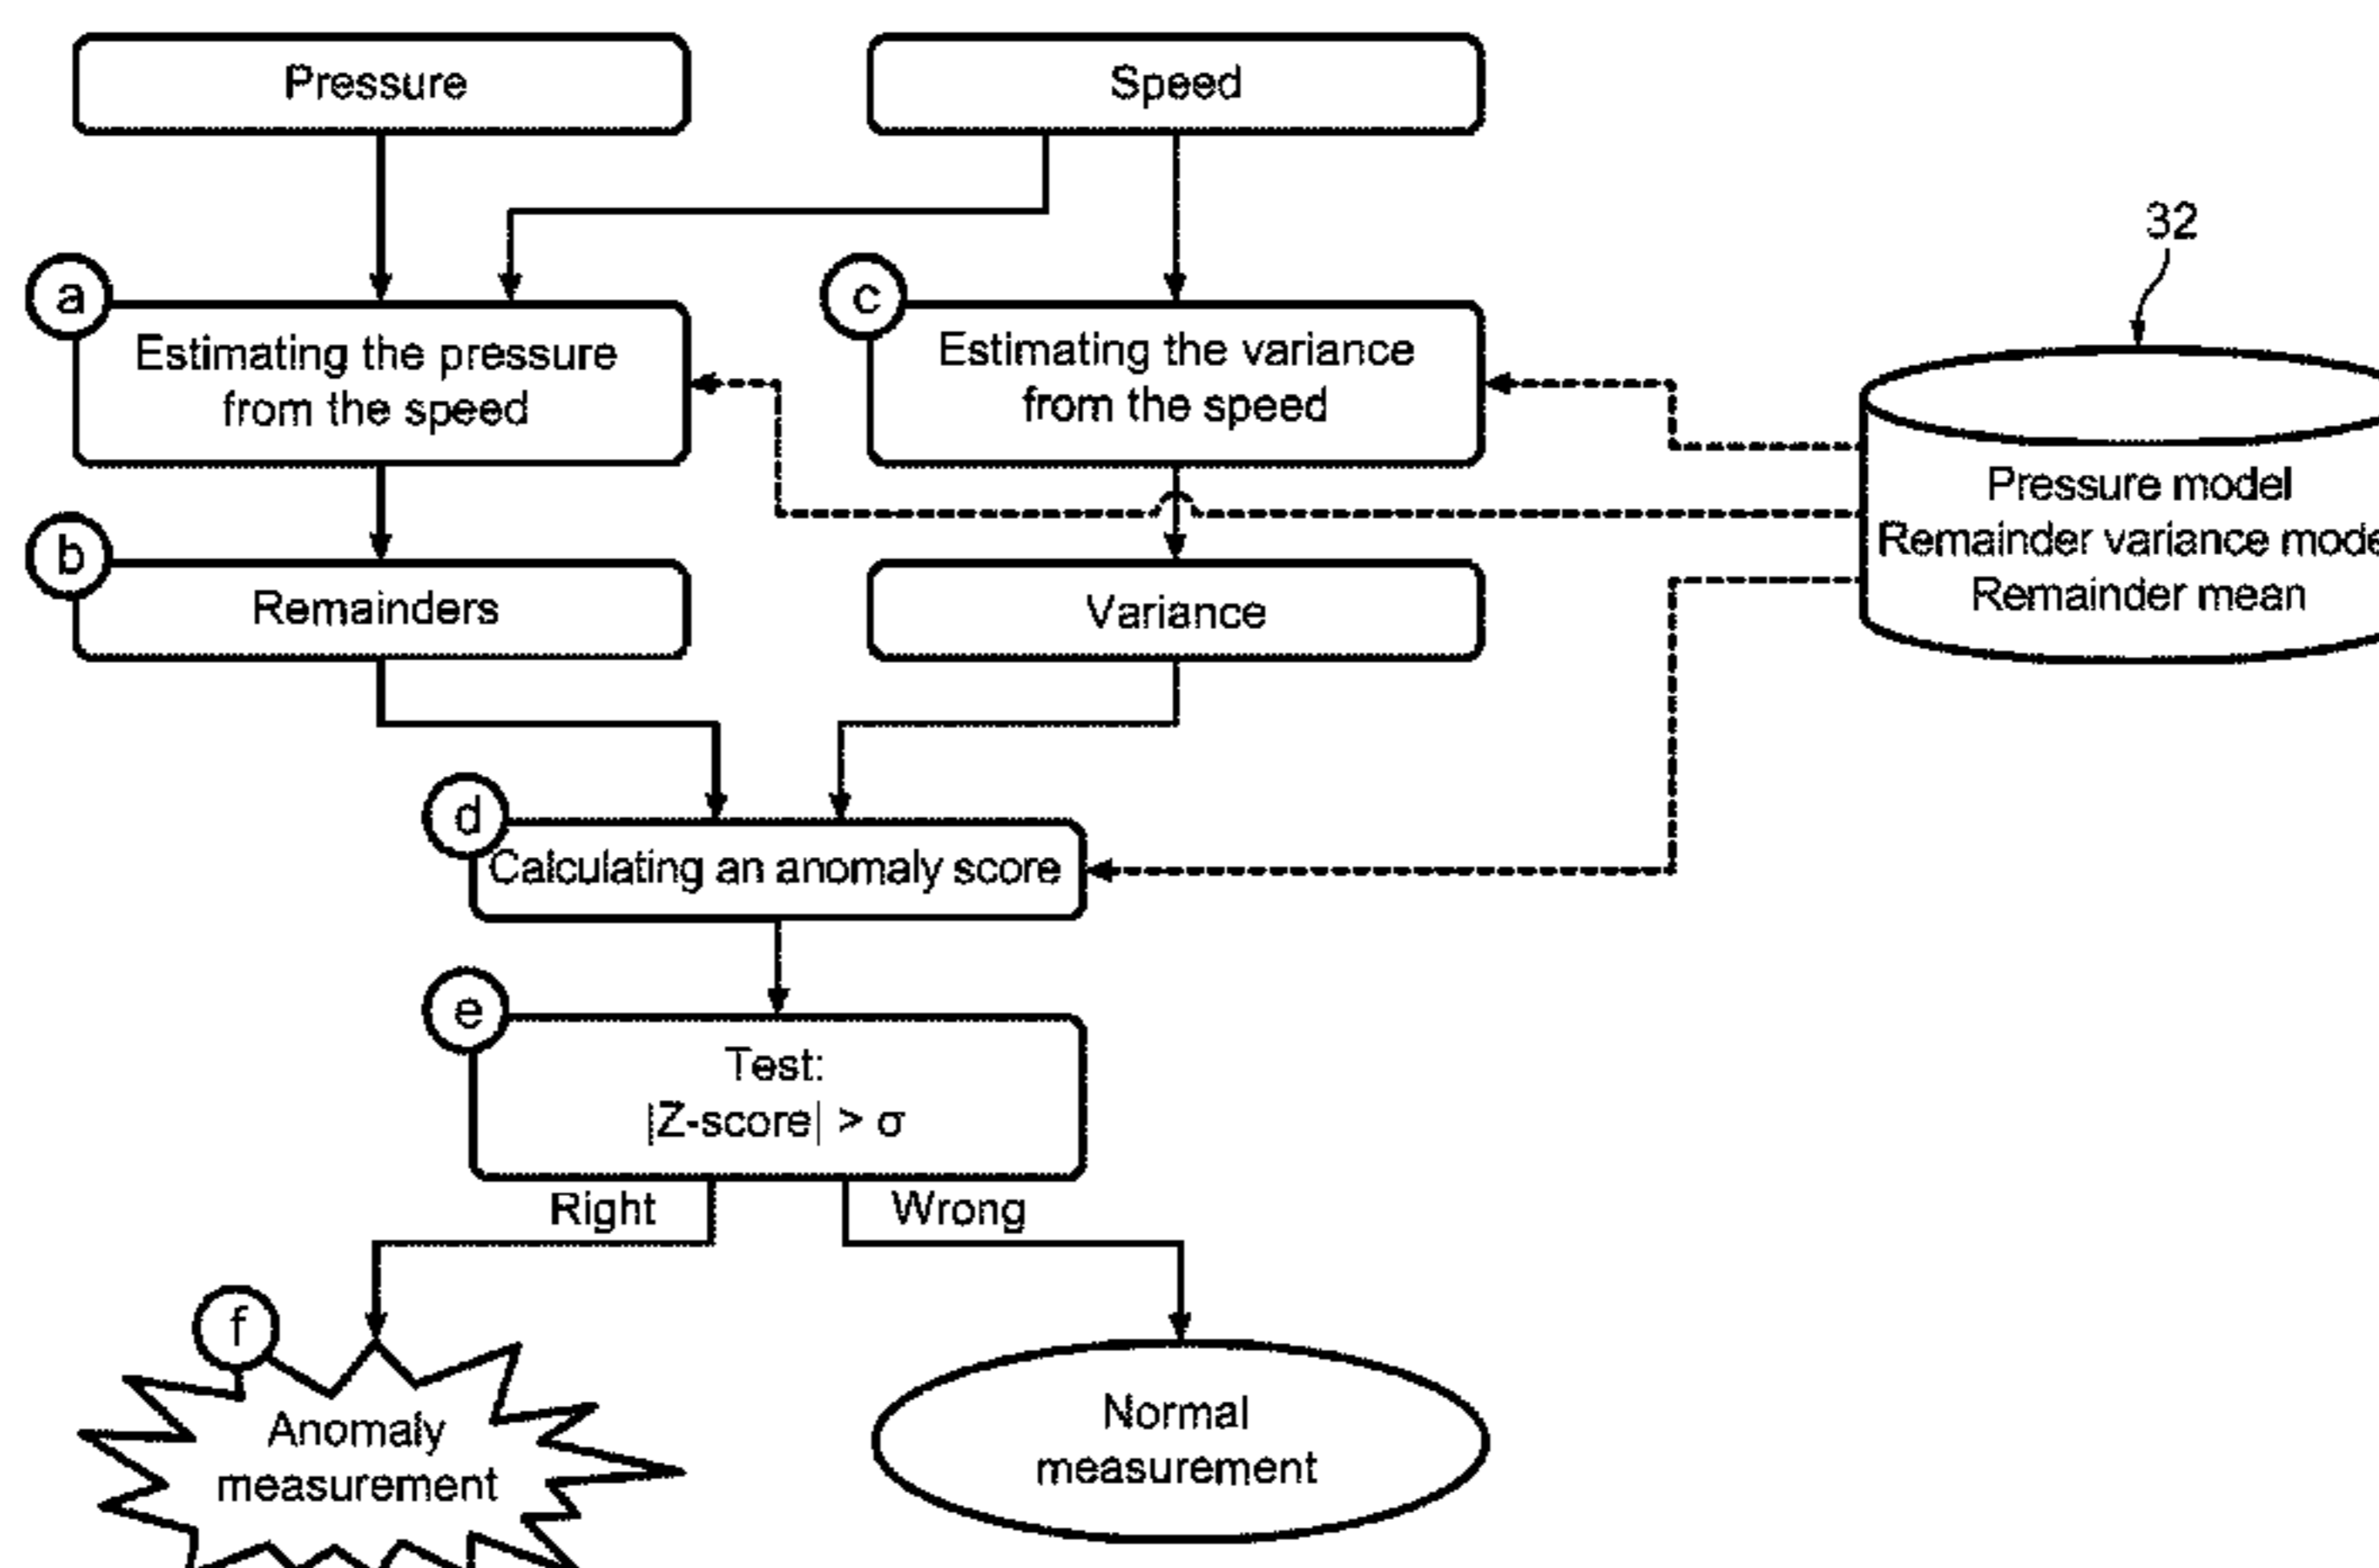 Pressure
Speed
32
a
Estimating the pressure
from the speed
c
Estimating the variance
from the speed
Pressure model
Remainder variance mode
Remainder mean
b
Remainders
Variance
d
Calculating an anomaly score
e
Test:
|Z-score| > σ
Right
Wrong
f
Anomaly
measurement
Normal
measurement